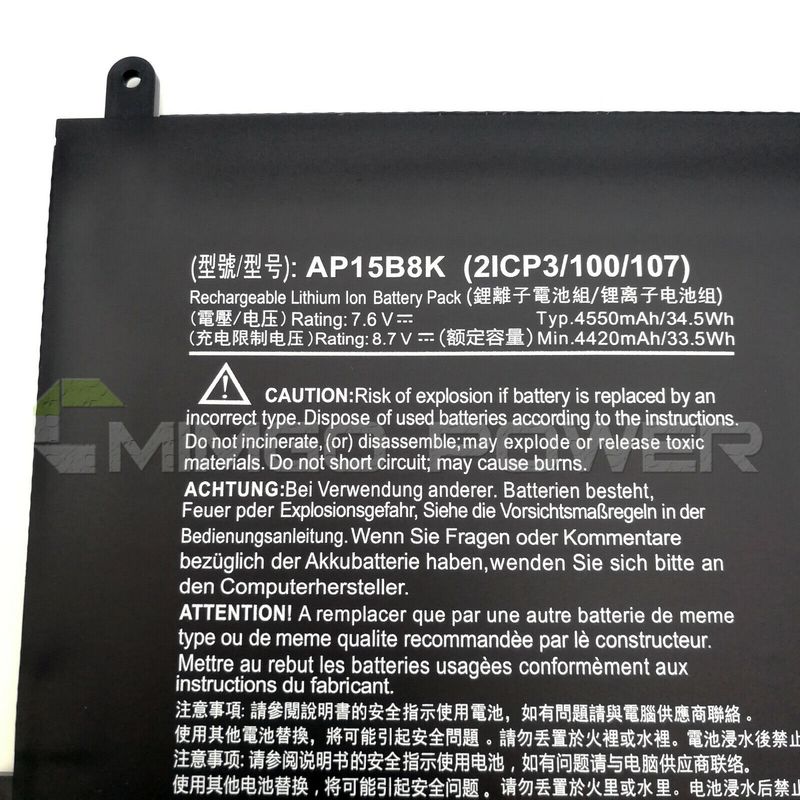 (型號/型号): AP15B8K (2ICP3/100/107)
Rechargeable Lithium Ion Battery Pack (鋰離子電池組/锂离子电池组)
(電壓/电压) Rating: 7.6 V⎓ Typ.4550mAh/34.5Wh
(充电限制电压)Rating: 8.7 V⎓(额定容量) Min.4420mAh/33.5Wh
CAUTION:Risk of explosion if battery is replaced by an
incorrect type.Dispose of used batteries according to the instructions.
Do not incinerate,(or) disassemble;may explode or release toxic
materials. Do not short circuit; may cause burns.
MIMGO POWER
ACHTUNG:Bei Verwendung anderer. Batterien besteht,
Feuer pder Explosionsgefahr, Siehe die Vorsichtsmaßregeln in der
Bedienungsanleitung. Wenn Sie Fragen oder Kommentare
bezüglich der Akkubatterie haben,wenden Sie sich bitte an
den Computerhersteller.
ATTENTION! A remplacer que par une autre batterie de meme
type ou de meme qualite recommandèe par lè constructeur.
Mettre au rebut les batteries usagèes conformèment aux
instructions du fabricant.
注意事項: 請參閱說明書的安全指示使用電池，如有問題請與電腦供應商聯絡。
使用其他電池替換，將可能引起安全問題。請勿丟置於火裡或水裡。電池浸水後禁止
注意事项: 请参阅说明书的安全指示使用电池，如有问题请与电脑供应商联络。
使用其他电池替换，将可能引起安全问题。请勿丢置于火里或水里。电池浸水后禁止